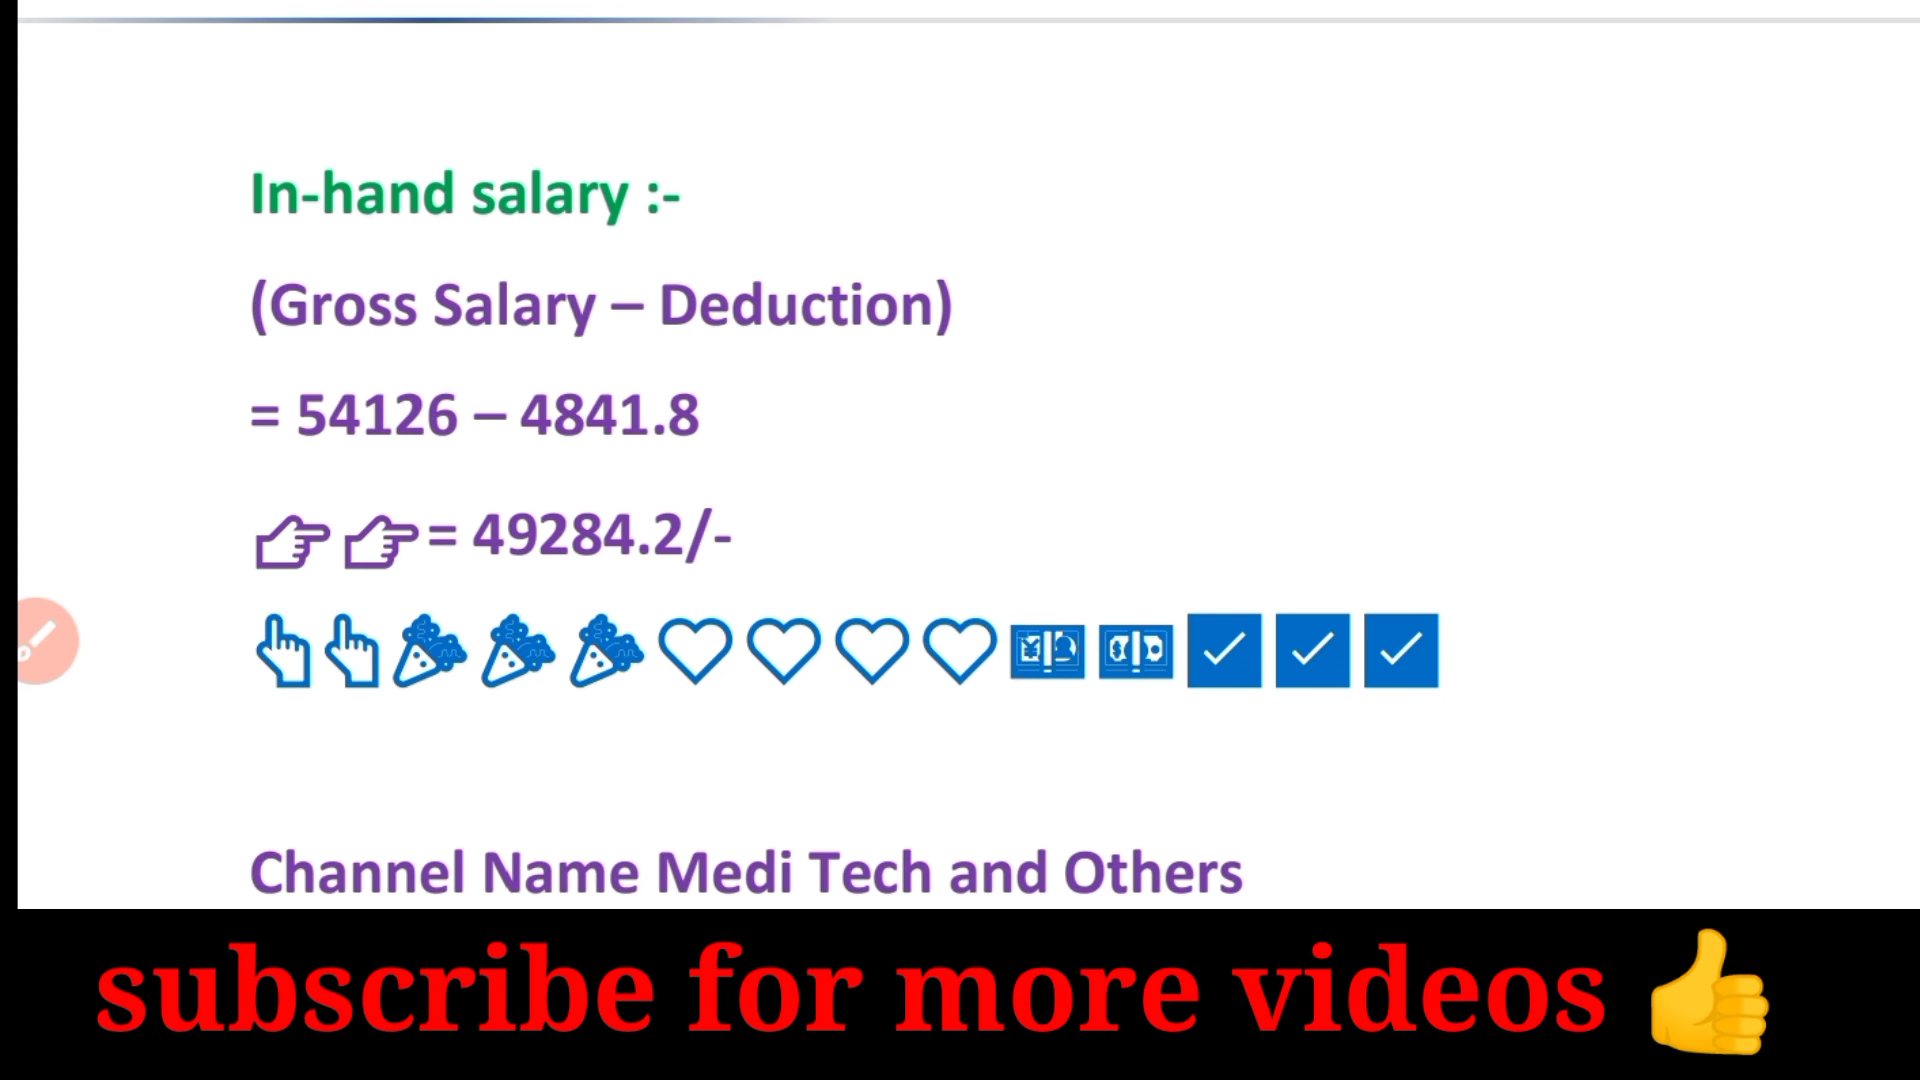 In-hand salary :-
(Gross Salary – Deduction)
= 54126 – 4841.8
👉👉= 49284.2/-
Channel Name Medi Tech and Others
subscribe for more videos 👍